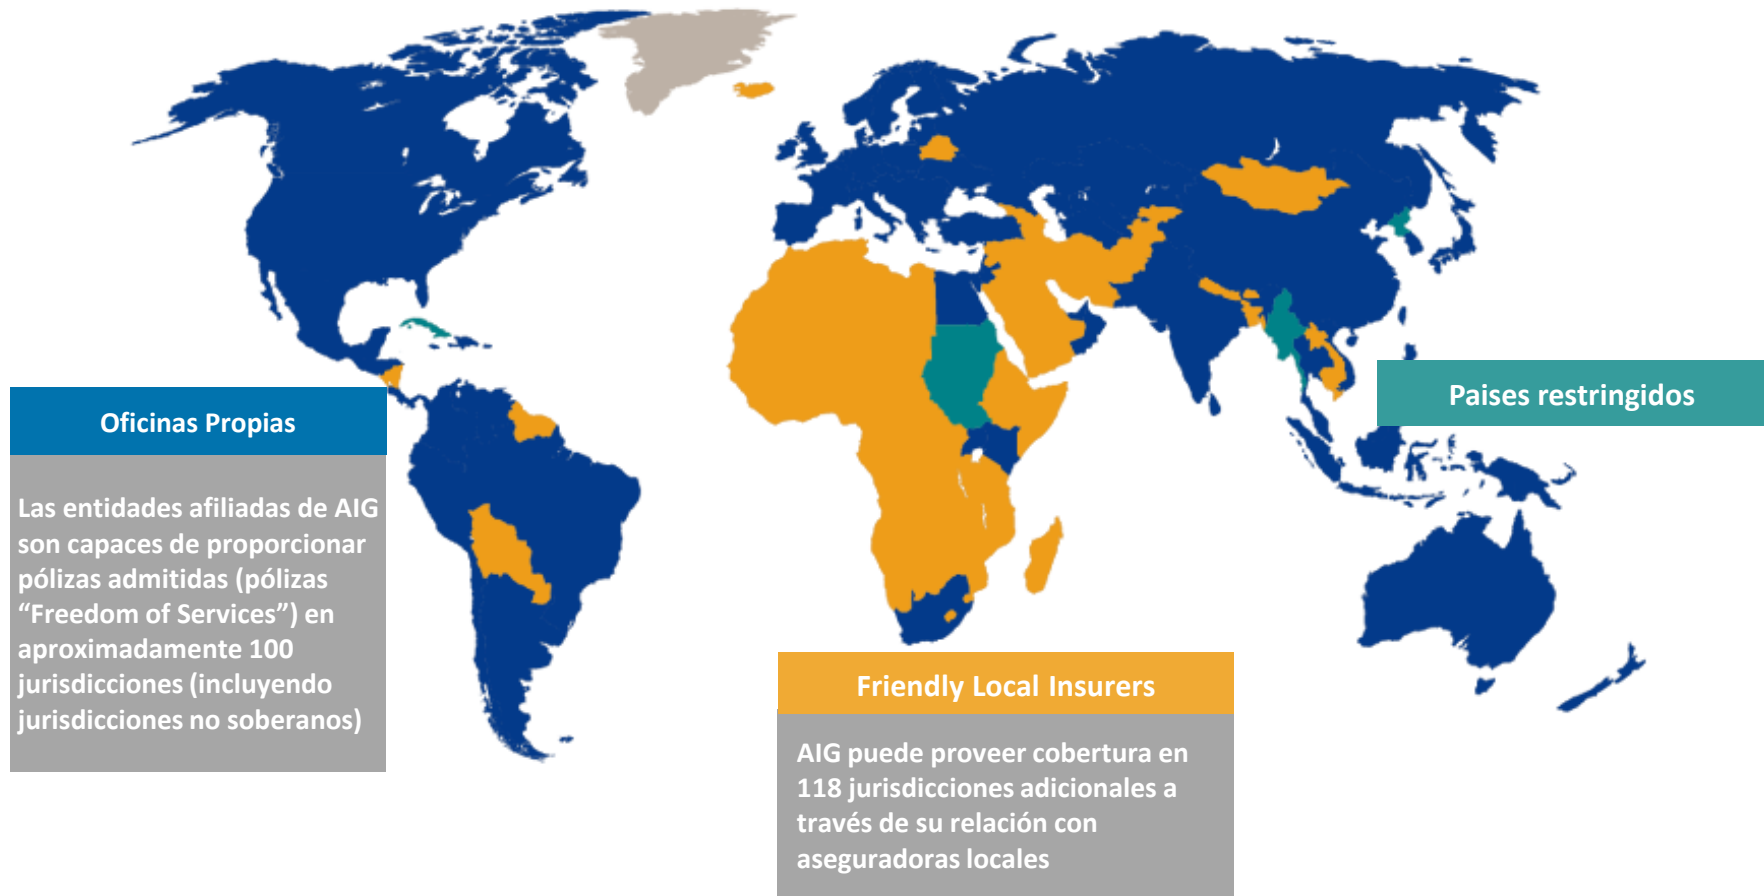 Oficinas Propias
Las entidades afiliadas de AIG
son capaces de proporcionar
pólizas admitidas (pólizas
“Freedom of Services”) en
aproximadamente 100
jurisdicciones (incluyendo
jurisdicciones no soberanos)
Paises restringidos
Friendly Local Insurers
AIG puede proveer cobertura en
118 jurisdicciones adicionales a
través de su relación con
aseguradoras locales